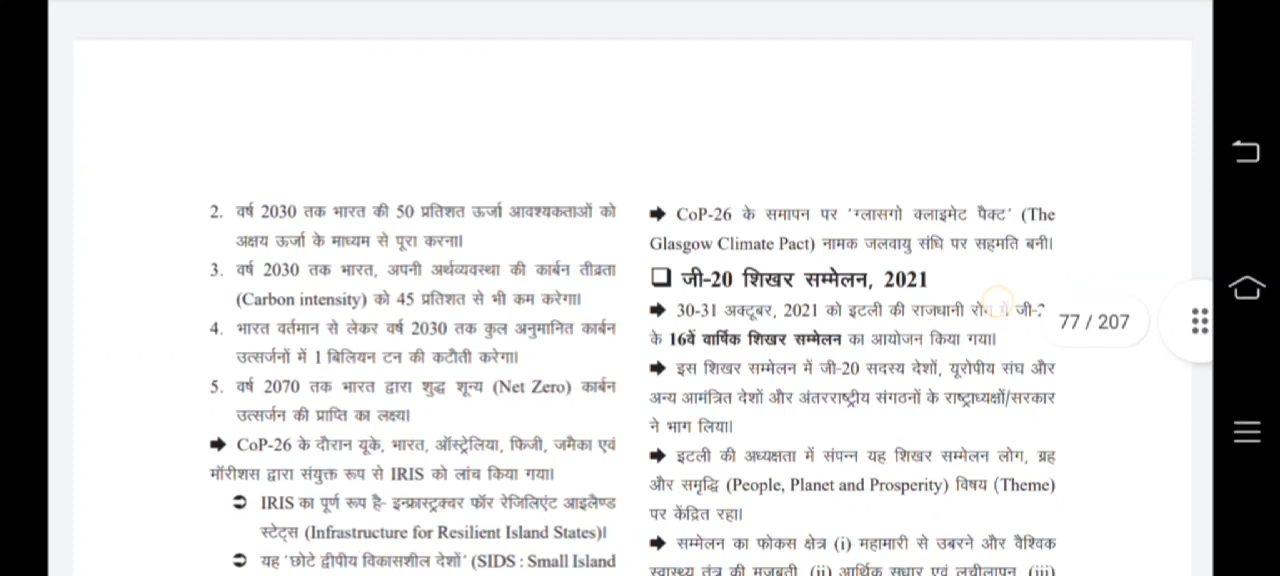 2. वर्ष 2030 तक भारत की 50 प्रतिशत ऊर्जा आवश्यकताओं को
अक्षय ऊर्जा के माध्यम से पूरा करना।
3. वर्ष 2030 तक भारत, अपनी अर्थव्यवस्था की कार्बन तीव्रता
(Carbon intensity) को 45 प्रतिशत से भी कम करेगा।
4. भारत वर्तमान से लेकर वर्ष 2030 तक कुल अनुमानित कार्बन
उत्सर्जनों में 1 बिलियन टन की कटौती करेगा।
5. वर्ष 2070 तक भारत द्वारा शुद्ध शून्य (Net Zero) कार्बन
उत्सर्जन की प्राप्ति का लक्ष्य।
➡ CoP-26 के दौरान यूके, भारत, ऑस्ट्रेलिया, फिजी, जमैका एवं
मॉरीशस द्वारा संयुक्त रूप से IRIS को लांच किया गया।
➲ IRIS का पूर्ण रूप है- इन्फ्रास्ट्रक्चर फॉर रेजिलिएंट आइलैण्ड
स्टेट्स (Infrastructure for Resilient Island States)।
➲ यह 'छोटे द्वीपीय विकासशील देशों' (SIDS : Small Island
➡ CoP-26 के समापन पर 'ग्लासगो क्लाइमेट पैक्ट' (The
Glasgow Climate Pact) नामक जलवायु संधि पर सहमति बनी।
❑ जी-20 शिखर सम्मेलन, 2021
➡ 30-31 अक्टूबर, 2021 को इटली की राजधानी में
के 16वें वार्षिक शिखर सम्मेलन का आयोजन किया गया।
➡ इस शिखर सम्मेलन में जी-20 सदस्य देशों, यूरोपीय संघ और
अन्य आमंत्रित देशों और अंतरराष्ट्रीय संगठनों के राष्ट्राध्यक्षों/सरकार
ने भाग लिया।
➡ इटली की अध्यक्षता में संपन्न यह शिखर सम्मेलन लोग, ग्रह
और समृद्धि (People, Planet and Prosperity) विषय (Theme)
पर केंद्रित रहा।
➡ सम्मेलन का फोकस क्षेत्र (i) महामारी से उबरने और वैश्विक
स्वास्थ्य तंत्र की मजबूती, (ii) आर्थिक सुधार एवं लचीलापन, (iii)
77 / 207